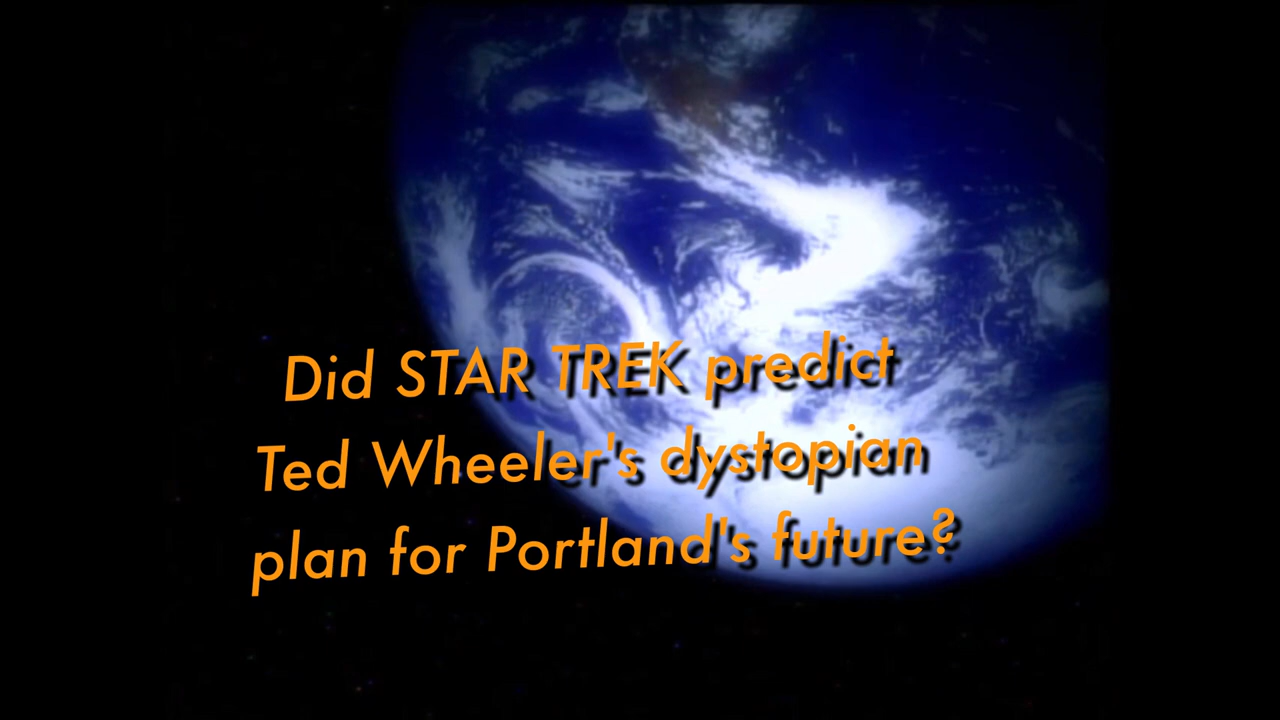 Did STAR TREK predict
Ted Wheeler's dystopian
plan for Portland's future?